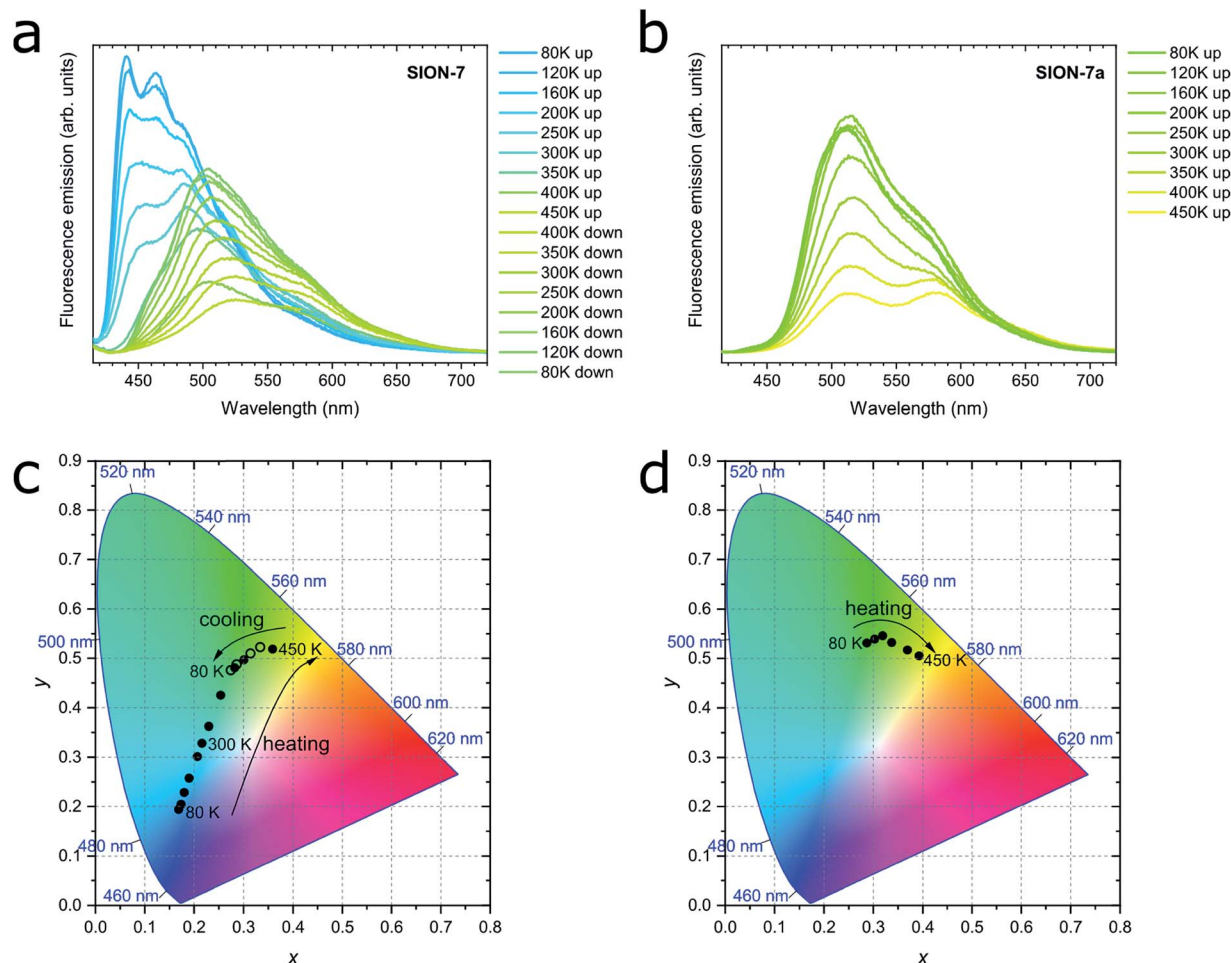 a
SION-7
Fluorescence emission (arb. units)
450 500 550 600 650 700
Wavelength (nm)
80K up
120K up
160K up
200K up
250K up
300K up
350K up
400K up
450K up
400K down
350K down
300K down
250K down
200K down
160K down
120K down
80K down
b
SION-7a
Fluorescence emission (arb. units)
450 500 550 600 650 700
Wavelength (nm)
80K up
120K up
160K up
200K up
250K up
300K up
350K up
400K up
450K up
c
0.9
0.8
0.7
0.6
0.5
0.4
0.3
0.2
0.1
0.0
y
520 nm
540 nm
560 nm
500 nm
580 nm
600 nm
620 nm
480 nm
460 nm
cooling
450 K
80 K
300 K
heating
80 K
0.0 0.1 0.2 0.3 0.4 0.5 0.6 0.7 0.8
x
d
0.9
0.8
0.7
0.6
0.5
0.4
0.3
0.2
0.1
0.0
y
520 nm
540 nm
560 nm
500 nm
580 nm
600 nm
620 nm
480 nm
460 nm
heating
80 K
450 K
0.0 0.1 0.2 0.3 0.4 0.5 0.6 0.7 0.8
x